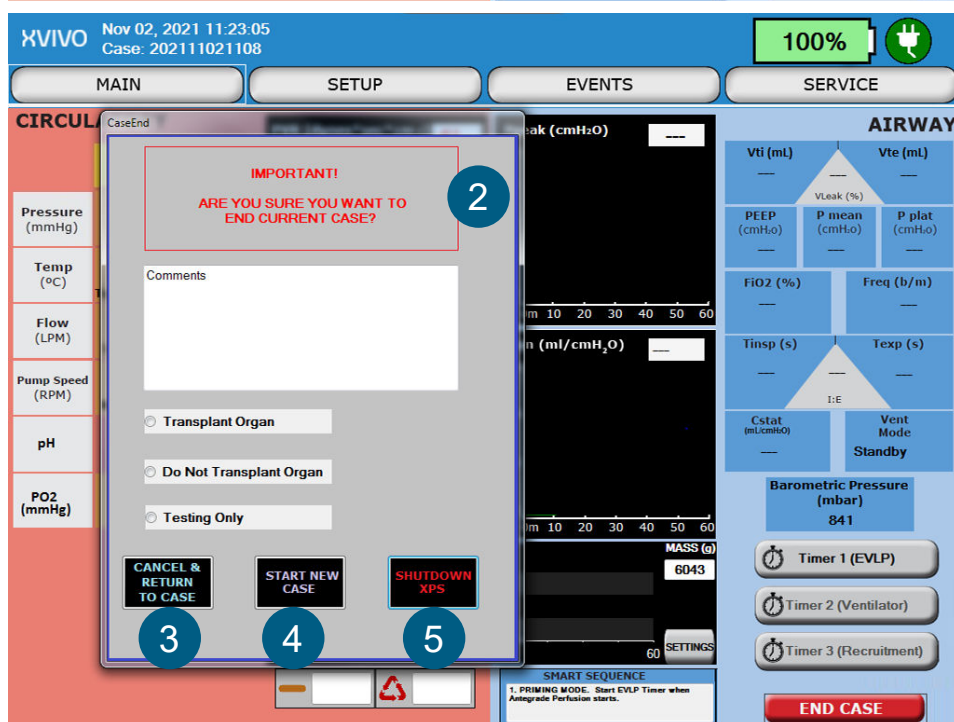 XVIVO
Nov 02, 2021 11:23:05
Case: 202111021108
100%
MAIN
SETUP
EVENTS
SERVICE
CIRCUL
CaseEnd
IMPORTANT!
ARE YOU SURE YOU WANT TO
END CURRENT CASE?
2
Comments
Transplant Organ
Do Not Transplant Organ
Testing Only
CANCEL &
RETURN
TO CASE
START NEW
CASE
SHUTDOWN
XPS
3
4
5
Pressure
(mmHg)
Temp
(ºC)
Flow
(LPM)
Pump Speed
(RPM)
pH
PO2
(mmHg)
eak (cmH₂O)
---
m 10 20 30 40 50 60
n (ml/cmH₂O)
---
m 10 20 30 40 50 60
MASS (g)
6043
60
SETTINGS
SMART SEQUENCE
1. PRIMING MODE. Start EVLP Timer when
Antegrade Perfusion starts.
AIRWAY
Vti (mL)
Vte (mL)
--- --- ---
VLeak (%)
PEEP
(cmH₂o)
---
P mean
(cmH₂o)
---
P plat
(cmH₂o)
---
FiO2 (%)
---
Freq (b/m)
---
Tinsp (s)
Texp (s)
--- --- ---
I:E
Cstat
(mL/cmH2O)
---
Vent
Mode
Standby
Barometric Pressure
(mbar)
841
Timer 1 (EVLP)
Timer 2 (Ventilator)
Timer 3 (Recruitment)
END CASE